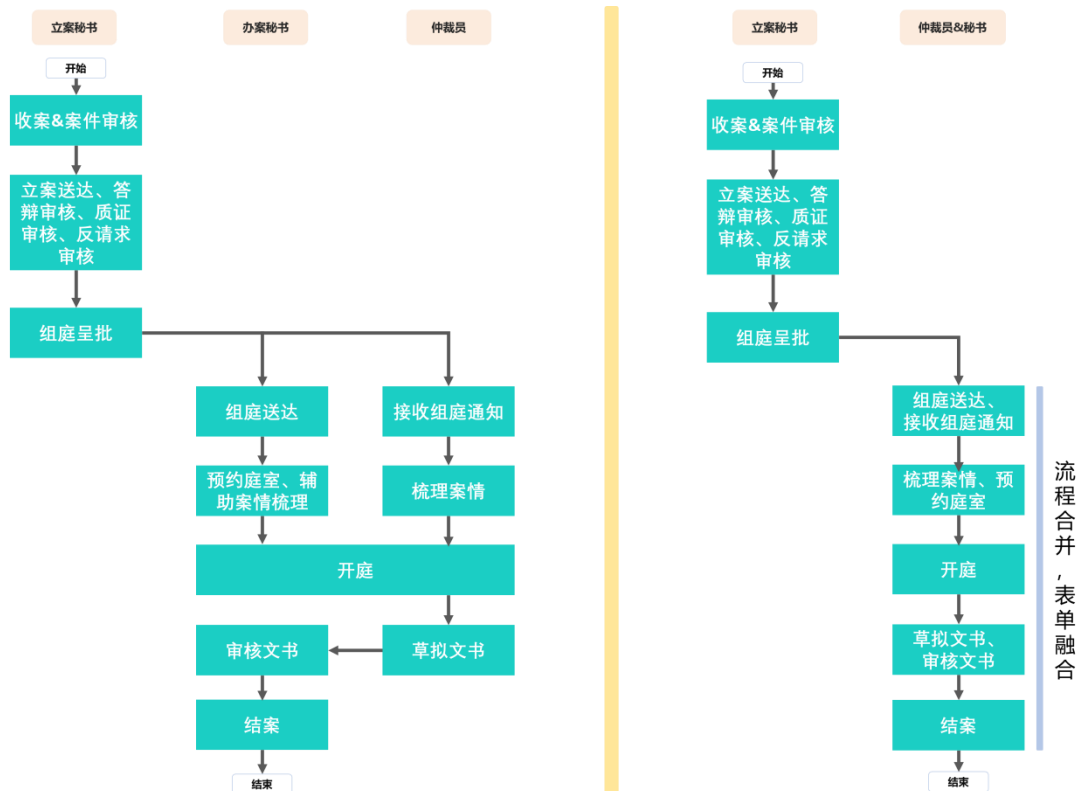 立案秘书
办案秘书
仲裁员
开始
收案&案件审核
立案送达、答
辩审核、质证
审核、反请求
审核
组庭呈批
组庭送达
接收组庭通知
预约庭室、辅
助案情梳理
梳理案情
开庭
审核文书
草拟文书
结案
结束
立案秘书
仲裁员&秘书
开始
收案&案件审核
立案送达、答
辩审核、质证
审核、反请求
审核
组庭呈批
组庭送达、
接收组庭通知
梳理案情、预
约庭室
开庭
草拟文书、
审核文书
结案
结束
流程合并，表单融合